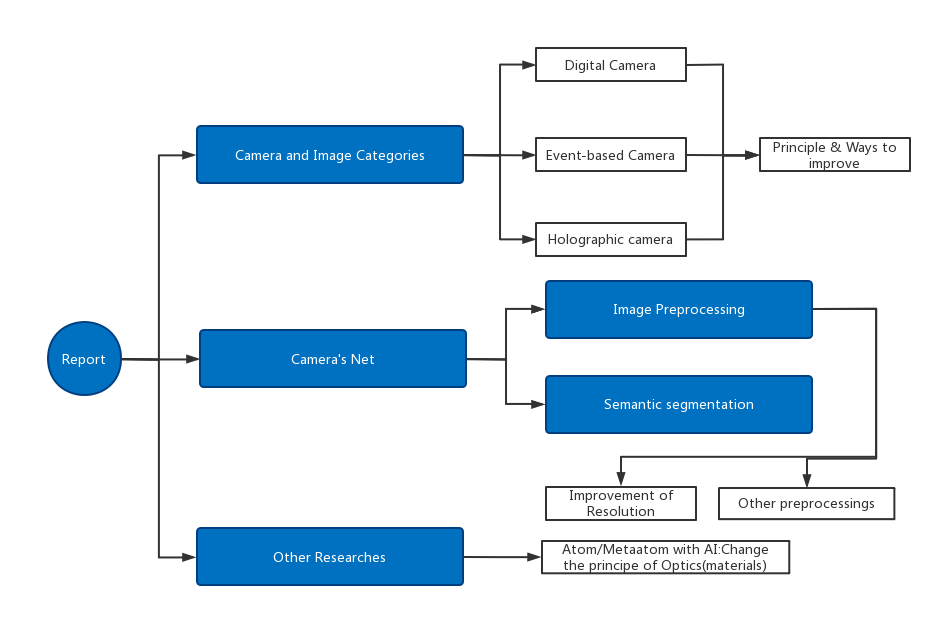 Digital Camera
Camera and Image Categories
Event-based Camera
Principle & Ways to
improve
Holographic camera
Image Preprocessing
Report
Camera's Net
Semantic segmentation
Improvement of
Resolution
Other preprocessings
Other Researches
Atom/Metaatom with AI:Change
the principe of Optics(materials)